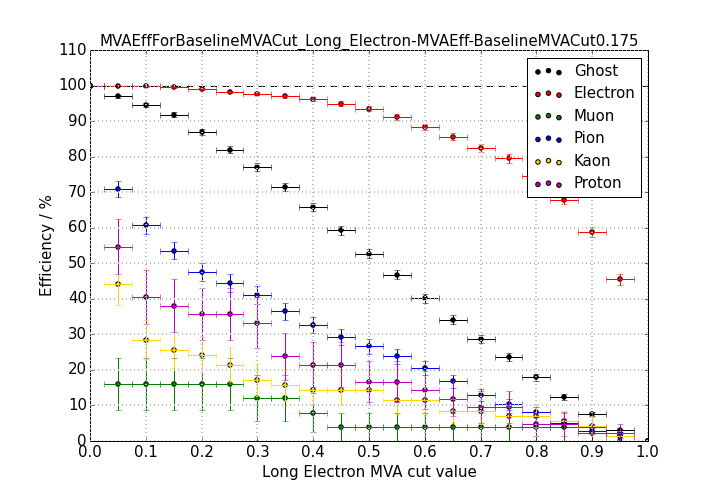 MVAEffForBaselineMVACut_Long_Electron-MVAEff-BaselineMVACut0.175
110
100
90
80
70
60
50
40
30
20
10
0
Efficiency / %
Ghost
Electron
Muon
Pion
Kaon
Proton
0.0 0.1 0.2 0.3 0.4 0.5 0.6 0.7 0.8 0.9 1.0
Long Electron MVA cut value